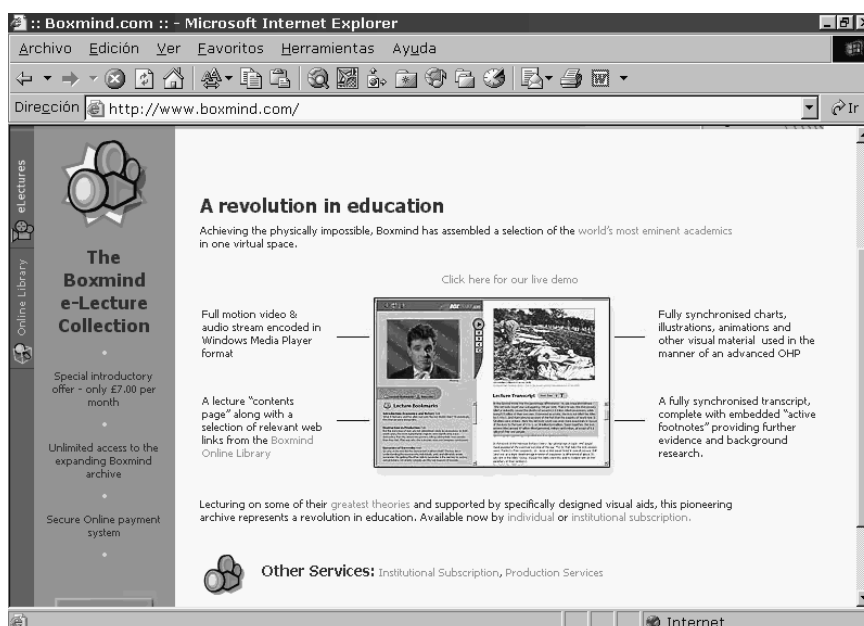 :: Boxmind.com :: - Microsoft Internet Explorer
Archivo Edición Ver Favoritos Herramientas Ayuda
Dirección http://www.boxmind.com/ Ir
eLectures
Online Library
The
Boxmind
e-Lecture
Collection
Special introductory
offer - only £7.00 per
month
Unlimited access to the
expanding Boxmind
archive
Secure Online payment
system
A revolution in education
Achieving the physically impossible, Boxmind has assembled a selection of the world's most eminent academics
in one virtual space.
Click here for our live demo
Full motion video &
audio stream encoded in
Windows Media Player
format
A lecture "contents
page" along with a
selection of relevant web
links from the Boxmind
Online Library
Lecture Bookmarks
Lecture Transcript
Fully synchronised charts,
illustrations, animations and
other visual material used in the
manner of an advanced OHP
A fully synchronised transcript,
complete with embedded "active
footnotes" providing further
evidence and background
research.
Lecturing on some of their greatest theories and supported by specifically designed visual aids, this pioneering
archive represents a revolution in education. Available now by individual or institutional subscription.
Other Services: Institutional Subscription, Production Services
Internet